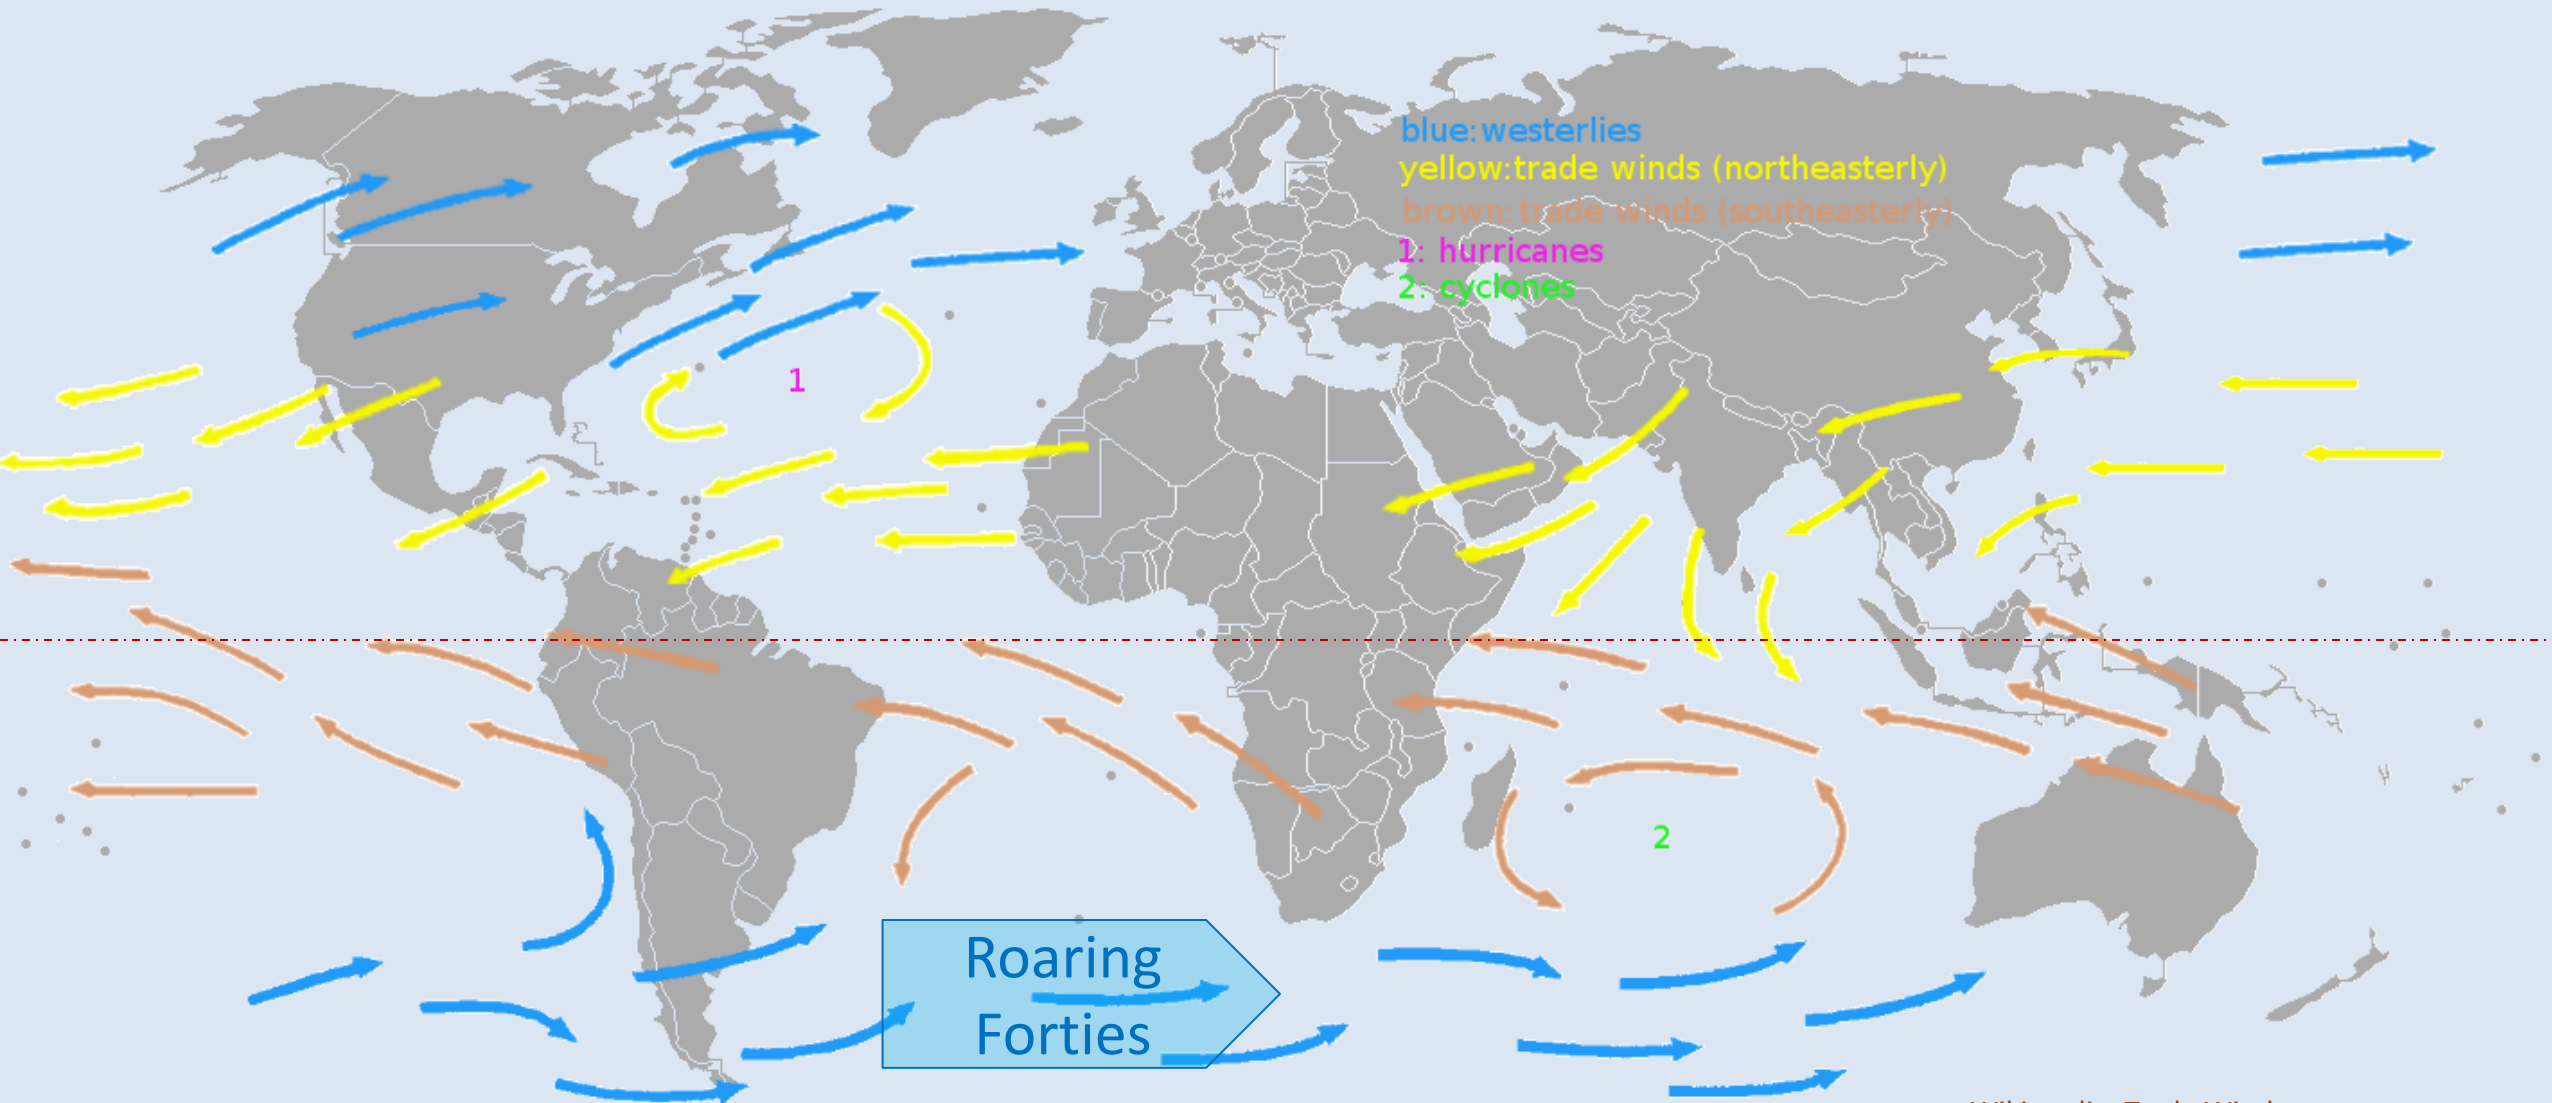 blue:westerlies
yellow:trade winds (northeasterly)
brown:trade winds (southeasterly)
1: hurricanes
2: cyclones
1
2
Roaring
Forties